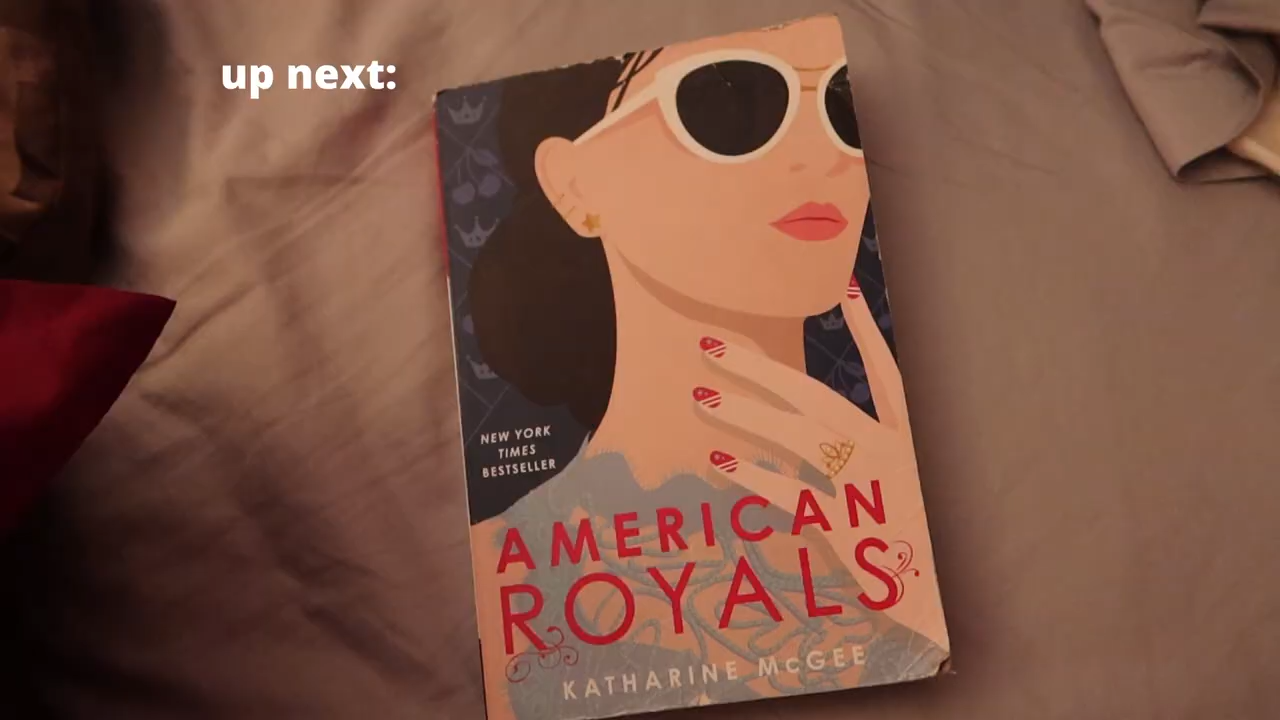 up next:
NEW YORK
TIMES
BESTSELLER
AMERICAN
ROYALS
KATHARINE McGEE